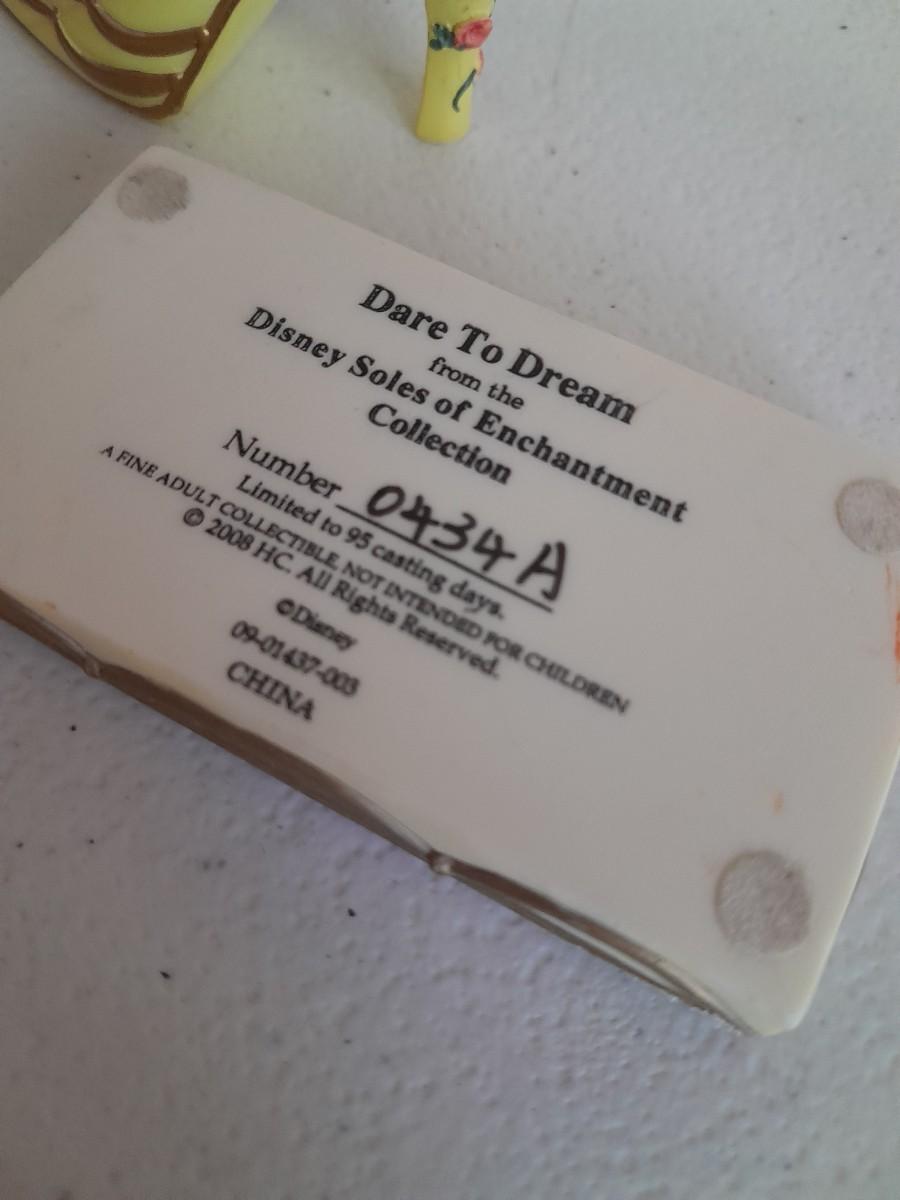 Dare To Dream
from the
Disney Soles of Enchantment
Collection
Number 0434A
Limited to 95 casting days.
A FINE ADULT COLLECTIBLE, NOT INTENDED FOR CHILDREN
© 2008 HC. All Rights Reserved.
©Disney
09-01437-003
CHINA